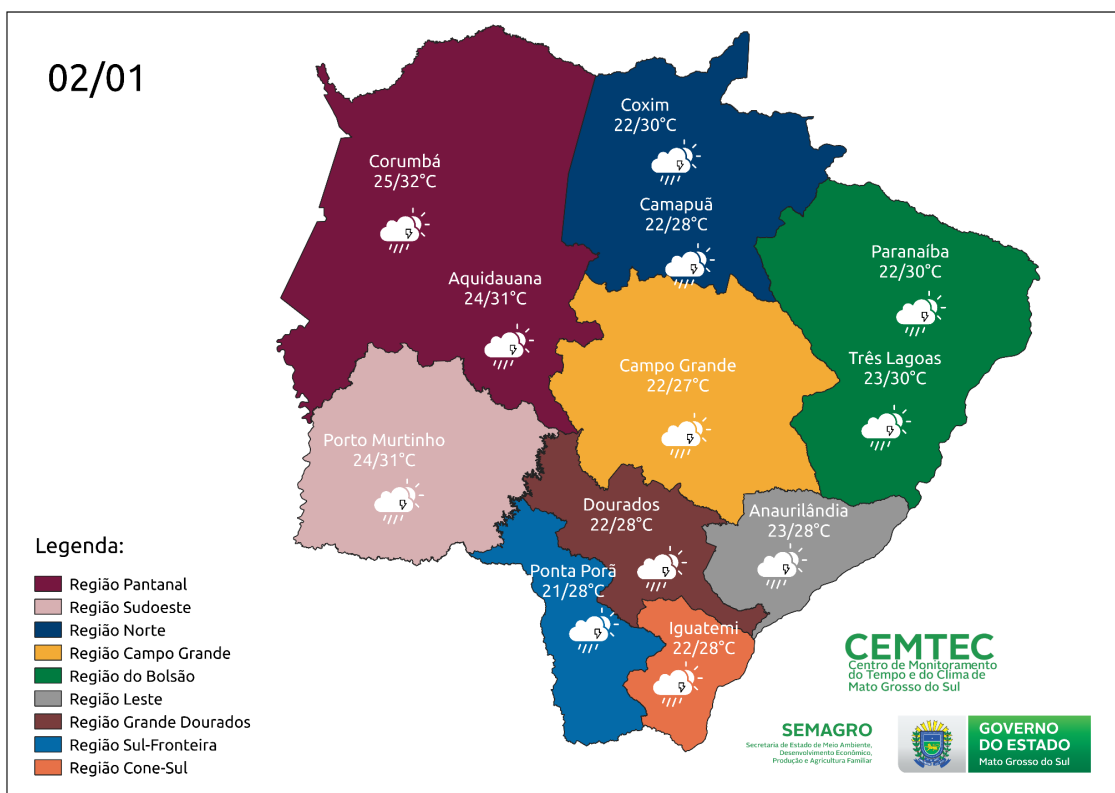 02/01
Coxim
22/30°C
Corumbá
25/32°C
Camapuã
22/28°C
Paranaíba
22/30°C
Aquidauana
24/31°C
Três Lagoas
23/30°C
Campo Grande
22/27°C
Porto Murtinho
24/31°C
Dourados
22/28°C
Anaurilândia
23/28°C
Ponta Porã
21/28°C
Iguatemi
22/28°C
Legenda:
Região Pantanal
Região Sudoeste
Região Norte
Região Campo Grande
Região do Bolsão
Região Leste
Região Grande Dourados
Região Sul-Fronteira
Região Cone-Sul
CEMTEC
Centro de Monitoramento
do Tempo e do Clima de
Mato Grosso do Sul
SEMAGRO
Secretaria de Estado de Meio Ambiente,
Desenvolvimento Econômico,
Produção e Agricultura Familiar
GOVERNO
DO ESTADO
Mato Grosso do Sul